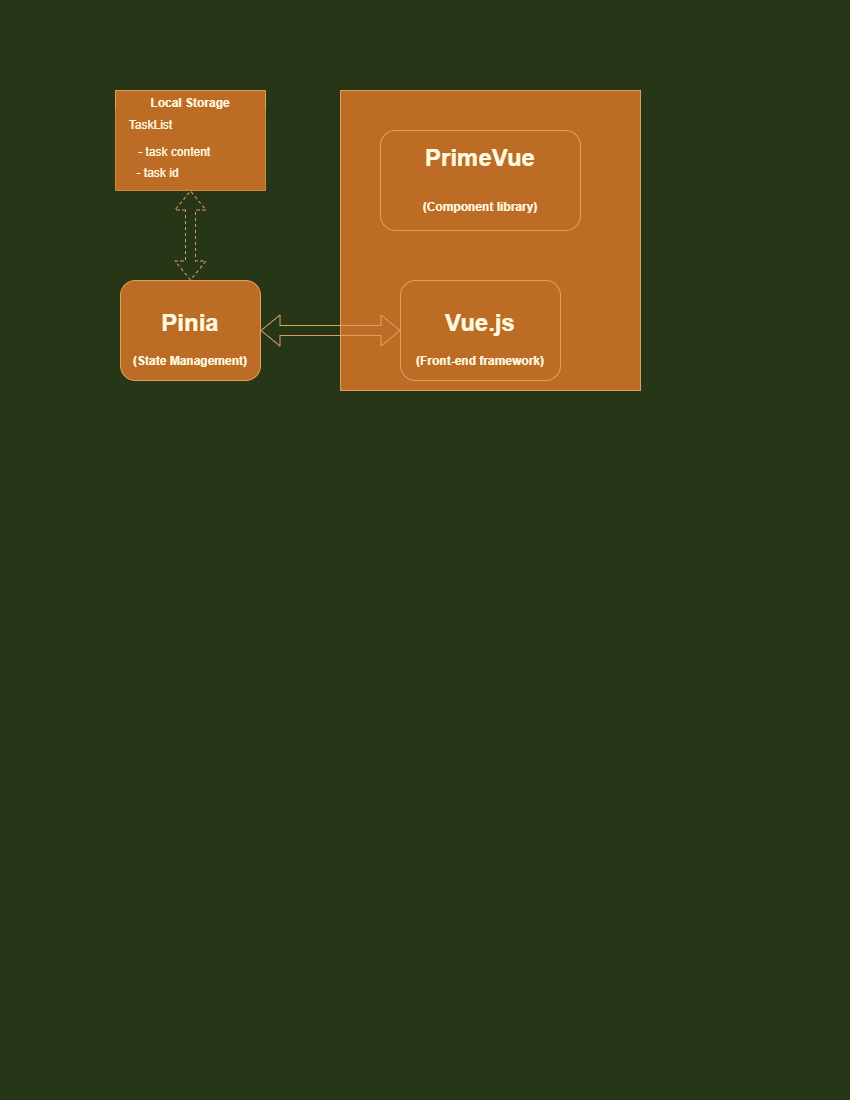 Local Storage
TaskList
- task content
- task id
PrimeVue
(Component library)
Pinia
(State Management)
Vue.js
(Front-end framework)